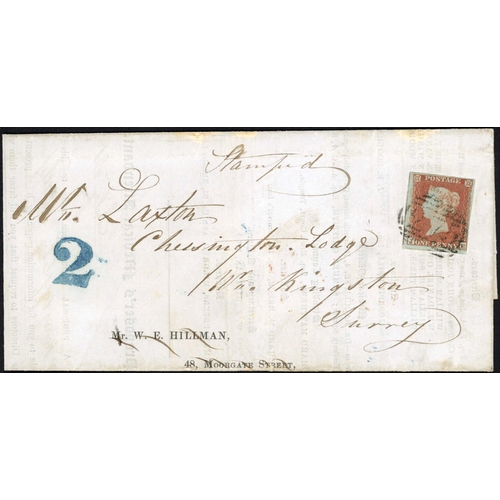 Stamped
Mr. Laxton
2
Chessington Lodge
Nr. Kingston
Surrey
Mr. W. E. HILLMAN,
48, MOORGATE STREET,
POSTAGE
ONE PENNY